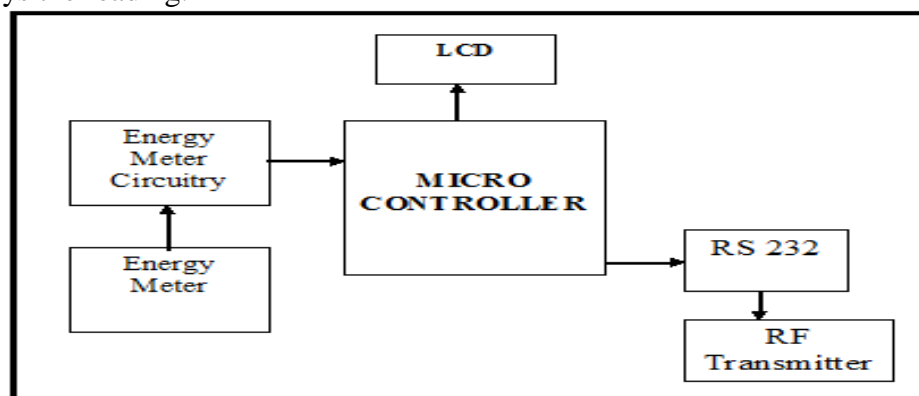 LCD
Energy
Meter
Circuitry
MICRO
CONTROLLER
Energy
Meter
RS 232
RF
Transmitter